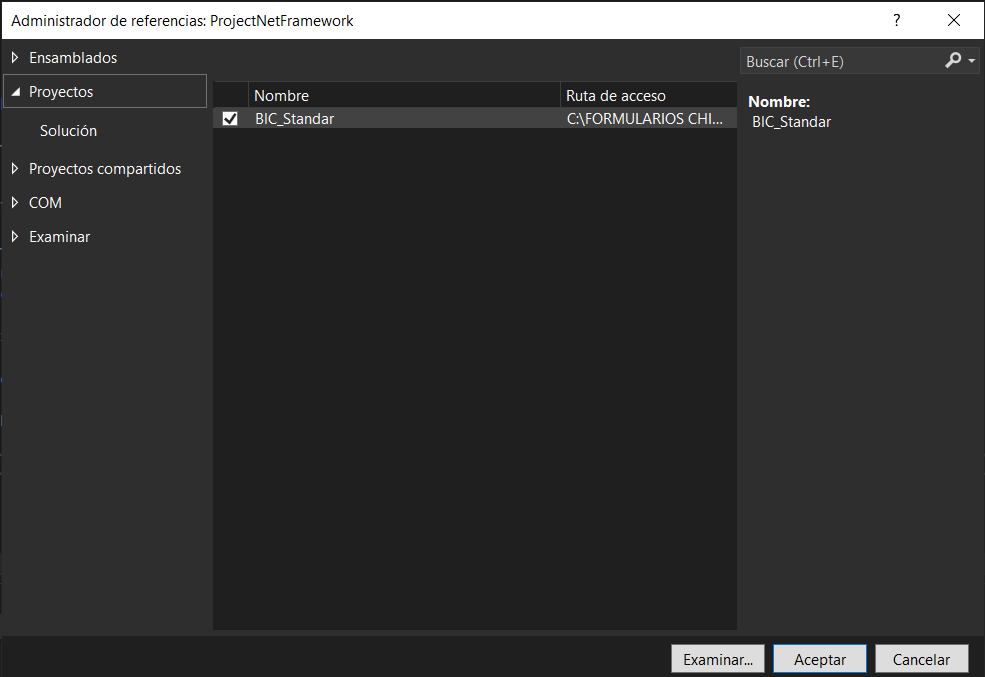 Administrador de referencias: ProjectNetFramework
?
Ensamblados
Proyectos
Solución
Proyectos compartidos
COM
Examinar
Nombre Ruta de acceso
BIC_Standar C:\FORMULARIOS CHI...
Buscar (Ctrl+E)
Nombre:
BIC_Standar
Examinar... Aceptar Cancelar